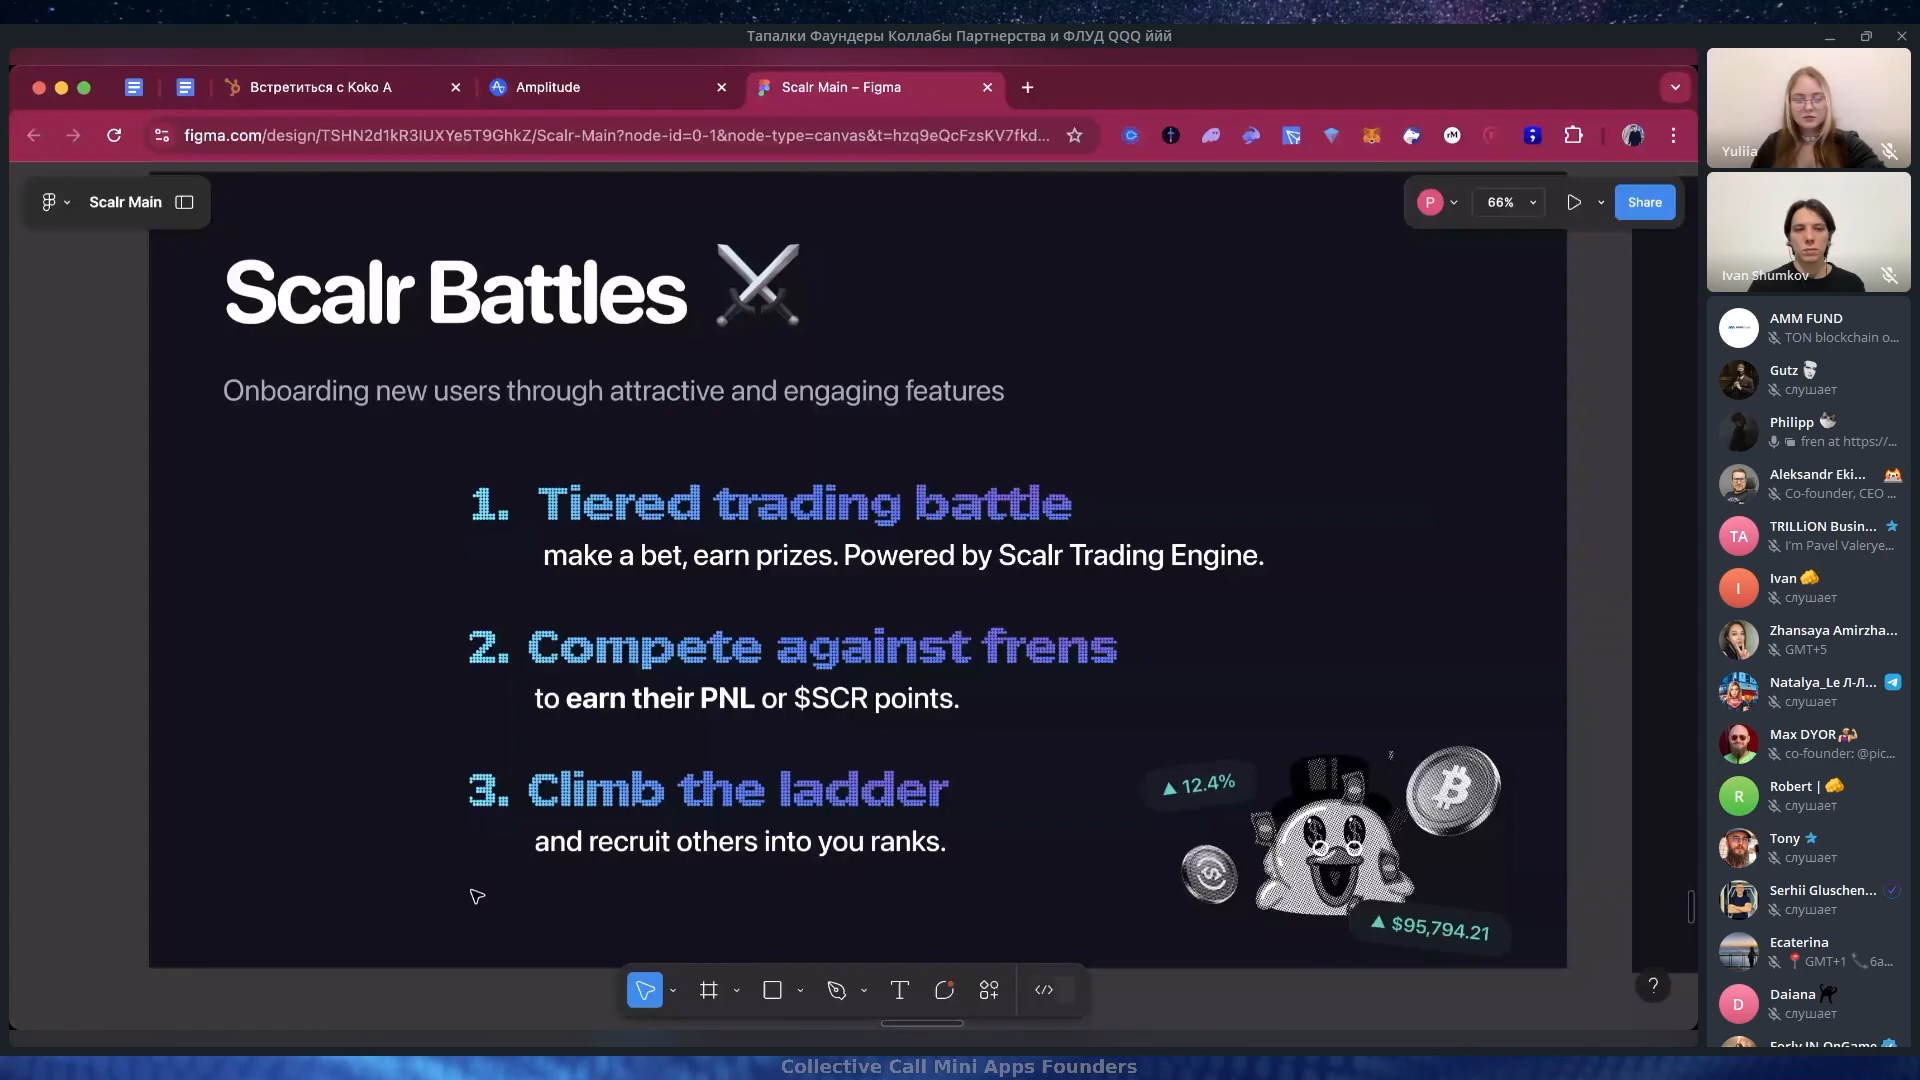 Тапалки Фаундеры Коллабы Партнерства и ФЛУД QQQ ййй
Встретиться с Koko A
Amplitude
Scalr Main – Figma
figma.com/design/TSHN2d1kR3IUXYe5T9GhkZ/Scalr-Main?node-id=0-1&node-type=canvas&t=hzq9eQcFzsKV7fkd...
Scalr Main
P
66%
Share
Scalr Battles
Onboarding new users through attractive and engaging features
1. Tiered trading battle
make a bet, earn prizes. Powered by Scalr Trading Engine.
2. Compete against frens
to earn their PNL or $SCR points.
3. Climb the ladder
and recruit others into you ranks.
▲ 12.4%
▲ $95,794.21
?
Yuliia
Ivan Shumkov
AMM FUND
TON blockchain o...
Gutz
слушает
Philipp
fren at https://...
Aleksandr Eki...
Co-founder, CEO ...
TA
TRILLiON Busin...
I'm Pavel Valerye...
I
Ivan
слушает
Zhansaya Amirzha...
GMT+5
Natalya_Le Л-Л...
слушает
Max DYOR
co-founder: @pic...
R
Robert |
слушает
Tony
слушает
Serhii Gluschen...
слушает
Ecaterina
GMT+1 6a...
D
Daiana
слушает
Forly IN OnGame
Collective Call Mini Apps Founders